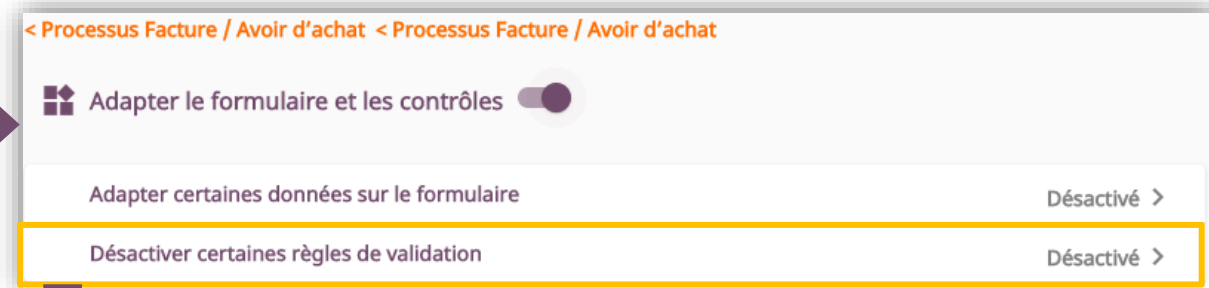 < Processus Facture / Avoir d'achat < Processus Facture / Avoir d'achat
Adapter le formulaire et les contrôles
Adapter certaines données sur le formulaire Désactivé >
Désactiver certaines règles de validation Désactivé >